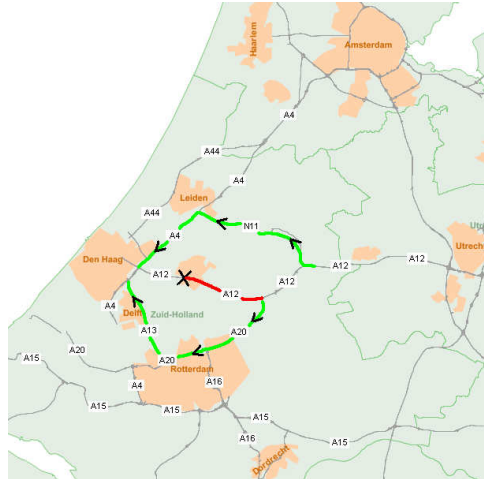 Haarlem
Amsterdam
A4
A44
A4
Leiden
A44
N11
A4
Utrecht
Den Haag
A12
A12
A12
A12
A12
A4
Delft
Zuid-Holland
A13
A20
A20
A15
A20
Rotterdam
A4
A16
A15
A15
A15
A16
A15
Dordrecht